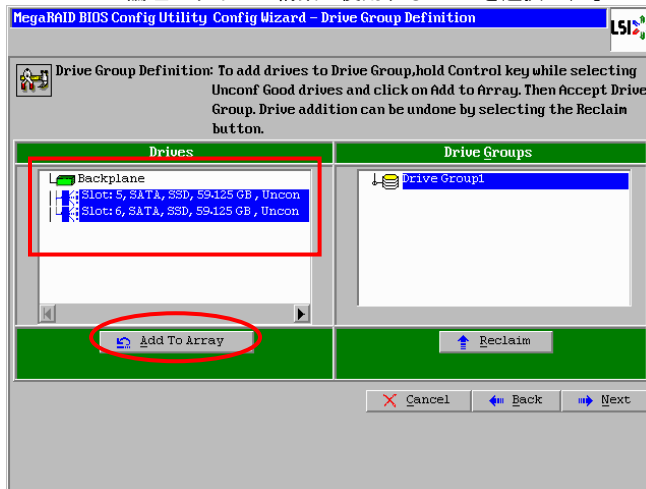 MegaRAID BIOS Config Utility Config Wizard – Drive Group Definition
LSI
Drive Group Definition: To add drives to Drive Group,hold Control key while selecting
Unconf Good drives and click on Add to Array. Then Accept Drive
Group. Drive addition can be undone by selecting the Reclaim
button.
Drives
Drive Groups
Backplane
Slot: 5, SATA, SSD, 59.125 GB , Uncon
Slot: 6, SATA, SSD, 59.125 GB , Uncon
Drive Group1
Add To Array
Reclaim
Cancel
Back
Next